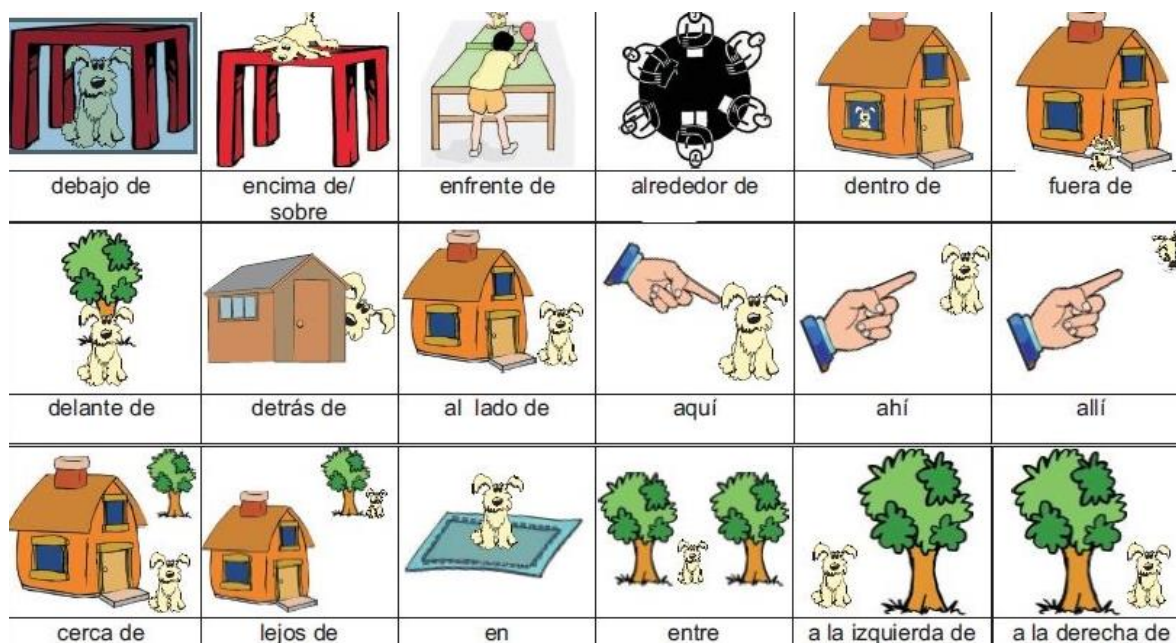 debajo de
encima de/
sobre
enfrente de
alrededor de
dentro de
fuera de
delante de
detrás de
al lado de
aquí
ahí
allí
cerca de
lejos de
en
entre
a la izquierda de
a la derecha de